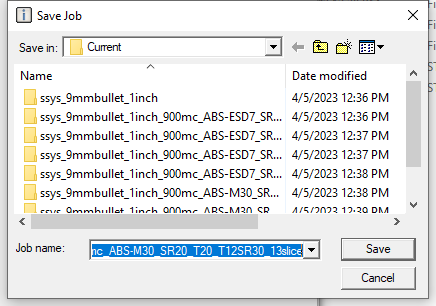 Save Job
Save in: Current
Name Date modified
ssys_9mmbullet_1inch 4/5/2023 12:36 PM
ssys_9mmbullet_1inch_900mc_ABS-ESD7_SR... 4/5/2023 12:36 PM
ssys_9mmbullet_1inch_900mc_ABS-ESD7_SR... 4/5/2023 12:37 PM
ssys_9mmbullet_1inch_900mc_ABS-ESD7_SR... 4/5/2023 12:37 PM
ssys_9mmbullet_1inch_900mc_ABS-ESD7_SR... 4/5/2023 12:38 PM
ssys_9mmbullet_1inch_900mc_ABS-M30_SR... 4/5/2023 12:38 PM
ssys_9mmbullet_1inch_900mc_ABS-M30_SR... 4/5/2023 12:39 PM
Job name: mc_ABS-M30_SR20_T20_T12SR30_13slice Save
Cancel